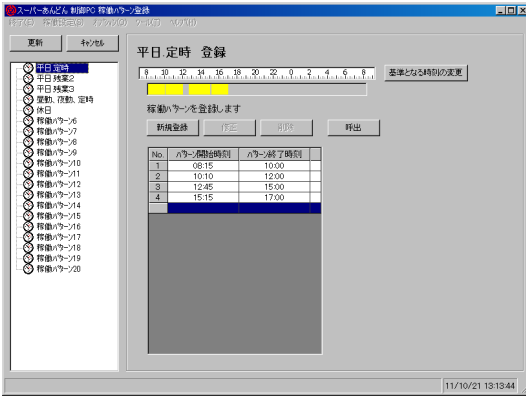 スーパーあんどん 制御PC 稼働パターン登録
終了(E) 稼働設定(S) オプション(O) ツール(T) ヘルプ(H)
更新 キャンセル
平日.定時
平日.残業2
平日.残業3
昼勤、夜勤、定時
休日
稼働パターン6
稼働パターン7
稼働パターン8
稼働パターン9
稼働パターン10
稼働パターン11
稼働パターン12
稼働パターン13
稼働パターン14
稼働パターン15
稼働パターン16
稼働パターン17
稼働パターン18
稼働パターン19
稼働パターン20
平日.定時 登録
8 10 12 14 16 18 20 22 0 2 4 6 8
基準となる時刻の変更
稼働パターンを登録します
新規登録 修正 削除 呼出
No. パターン開始時刻 パターン終了時刻
1 08:15 10:00
2 10:10 12:00
3 12:45 15:00
4 15:15 17:00
11/10/21 13:13:44